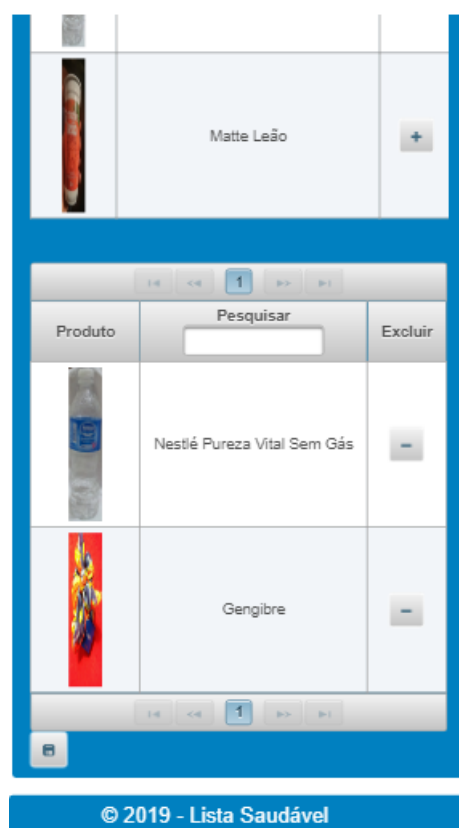 Matte Leão
+
1
Produto
Pesquisar
Excluir
Nestlé Pureza Vital Sem Gás
-
Gengibre
-
1
© 2019 - Lista Saudável